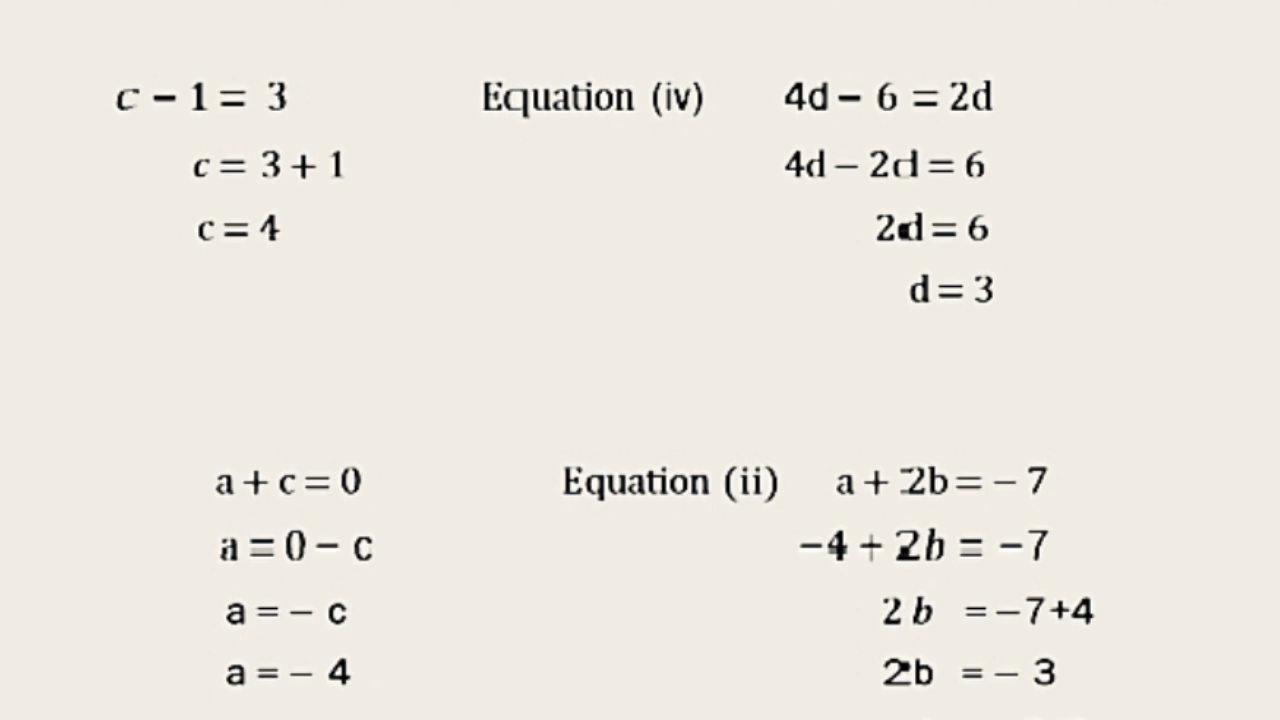 c − 1 = 3
c = 3 + 1
c = 4
Equation (iv) 4d − 6 = 2d
4d − 2d = 6
2d = 6
d = 3
a + c = 0
a = 0 − c
a = − c
a = − 4
Equation (ii) a + 2b = − 7
−4 + 2b = −7
2 b = −7+4
2b = − 3